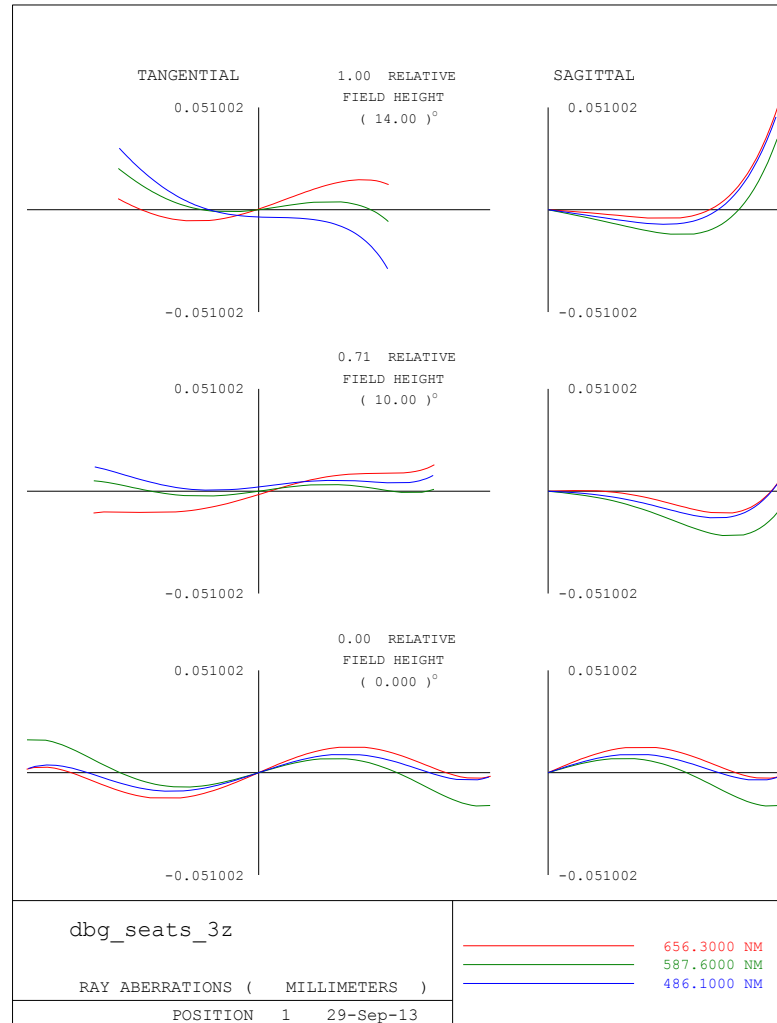 TANGENTIAL 1.00 RELATIVE SAGITTAL
FIELD HEIGHT
0.051002 ( 14.00 )° 0.051002
-0.051002 -0.051002
0.71 RELATIVE
FIELD HEIGHT
0.051002 ( 10.00 )° 0.051002
-0.051002 -0.051002
0.00 RELATIVE
FIELD HEIGHT
0.051002 ( 0.000 )° 0.051002
-0.051002 -0.051002
dbg_seats_3z
RAY ABERRATIONS ( MILLIMETERS )
POSITION 1 29-Sep-13
656.3000 NM
587.6000 NM
486.1000 NM